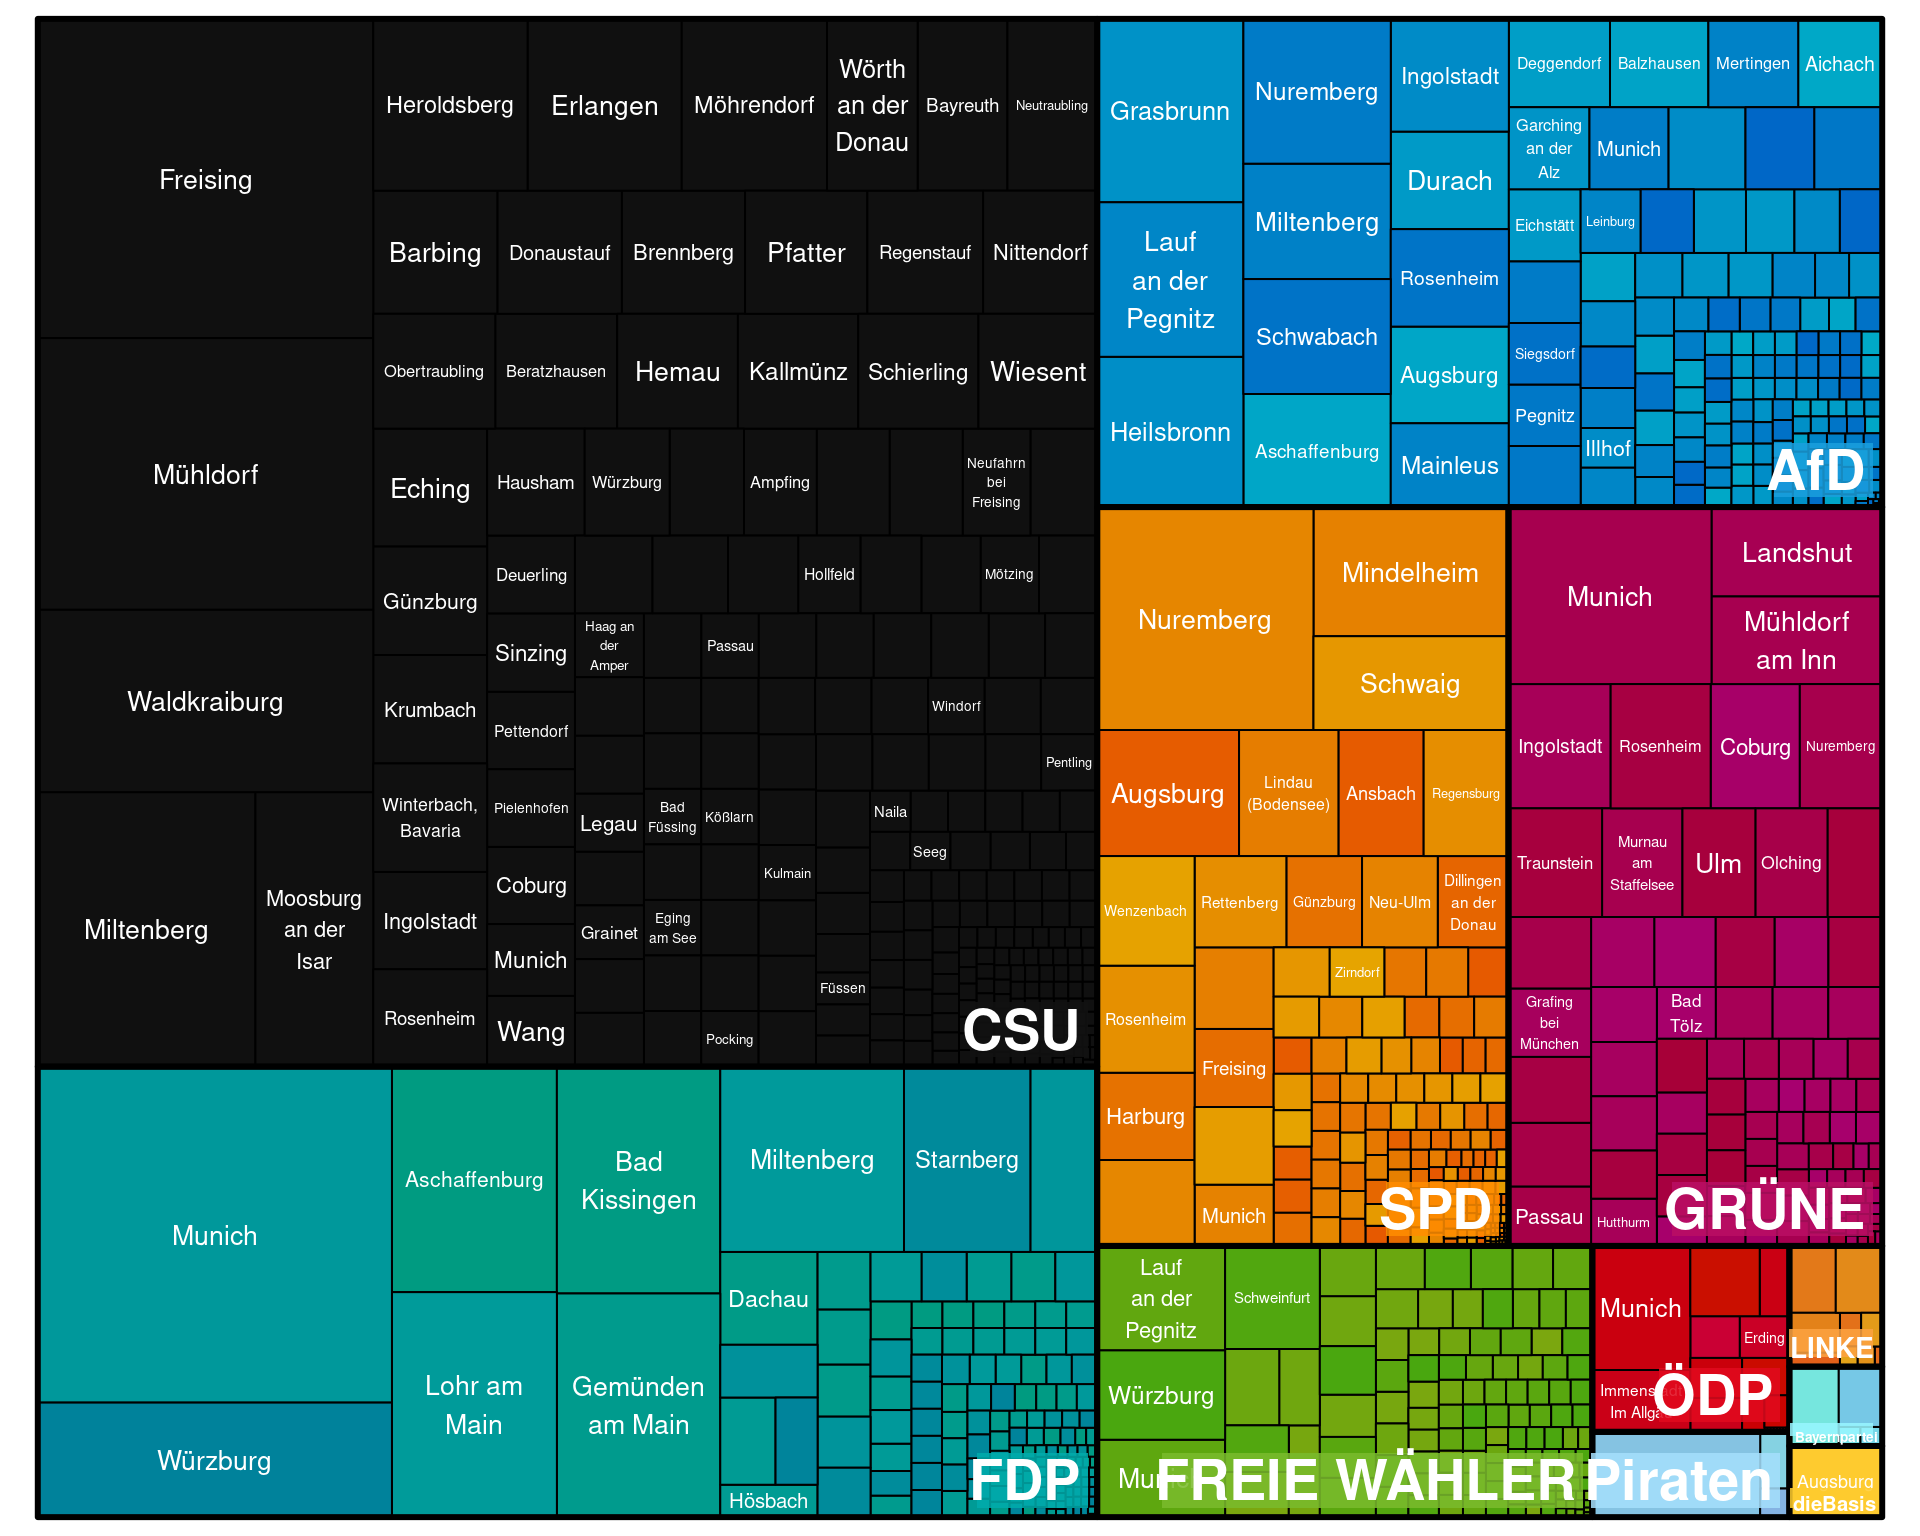 Freising
Mühldorf
Waldkraiburg
Miltenberg
Moosburg
an der
Isar
Heroldsberg
Erlangen
Möhrendorf
Wörth
an der
Donau
Bayreuth
Neutraubling
Barbing
Donaustauf
Brennberg
Pfatter
Regenstauf
Nittendorf
Obertraubling
Beratzhausen
Hemau
Kallmünz
Schierling
Wiesent
Eching
Günzburg
Krumbach
Winterbach,
Bavaria
Ingolstadt
Rosenheim
Hausham
Würzburg
Ampfing
Neufahrn
bei
Freising
Deuerling
Hollfeld
Mötzing
Sinzing
Pettendorf
Pielenhofen
Coburg
Munich
Wang
Haag an
der
Amper
Passau
Windorf
Pentling
Legau
Bad
Füssing
Kößlarn
Naila
Seeg
Kulmain
Grainet
Eging
am See
Füssen
Pocking
CSU
Munich
Würzburg
Aschaffenburg
Lohr am
Main
Bad
Kissingen
Gemünden
am Main
Miltenberg
Starnberg
Dachau
Hösbach
FDP
Grasbrunn
Lauf
an der
Pegnitz
Heilsbronn
Nuremberg
Miltenberg
Schwabach
Aschaffenburg
Ingolstadt
Durach
Rosenheim
Augsburg
Mainleus
Deggendorf
Balzhausen
Mertingen
Aichach
Garching
an der
Alz
Munich
Eichstätt
Leinburg
Siegsdorf
Pegnitz
Illhof
AfD
Nuremberg
Mindelheim
Schwaig
Augsburg
Lindau
(Bodensee)
Ansbach
Regensburg
Wenzenbach
Rosenheim
Harburg
Rettenberg
Günzburg
Neu-Ulm
Dillingen
an der
Donau
Zirndorf
Freising
Munich
SPD
Munich
Landshut
Mühldorf
am Inn
Ingolstadt
Rosenheim
Coburg
Nuremberg
Traunstein
Murnau
am
Staffelsee
Ulm
Olching
Grafing
bei
München
Bad
Tölz
Passau
Hutthurm
GRÜNE
Lauf
an der
Pegnitz
Schweinfurt
Würzburg
FREIE WÄHLER
Munich
Erding
Im
ÖDP
LINKE
Bayernpartei
Piraten
Augsburg
dieBasis